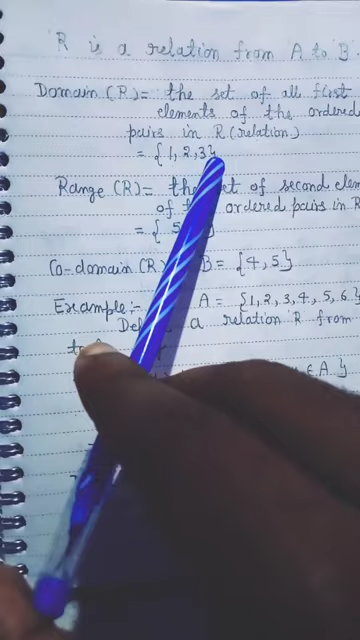 R is a relation from A to B
Domain (R) = the set of all first
elements of the ordered
pairs in R (relation)
= {1, 2, 3}
Range (R) = the set of second elem
of ordered pairs in R
= { 5
Co-domain (R) B = {4, 5}
Example:- A = {1, 2, 3, 4, 5, 6}
a relation R from
∈ A }